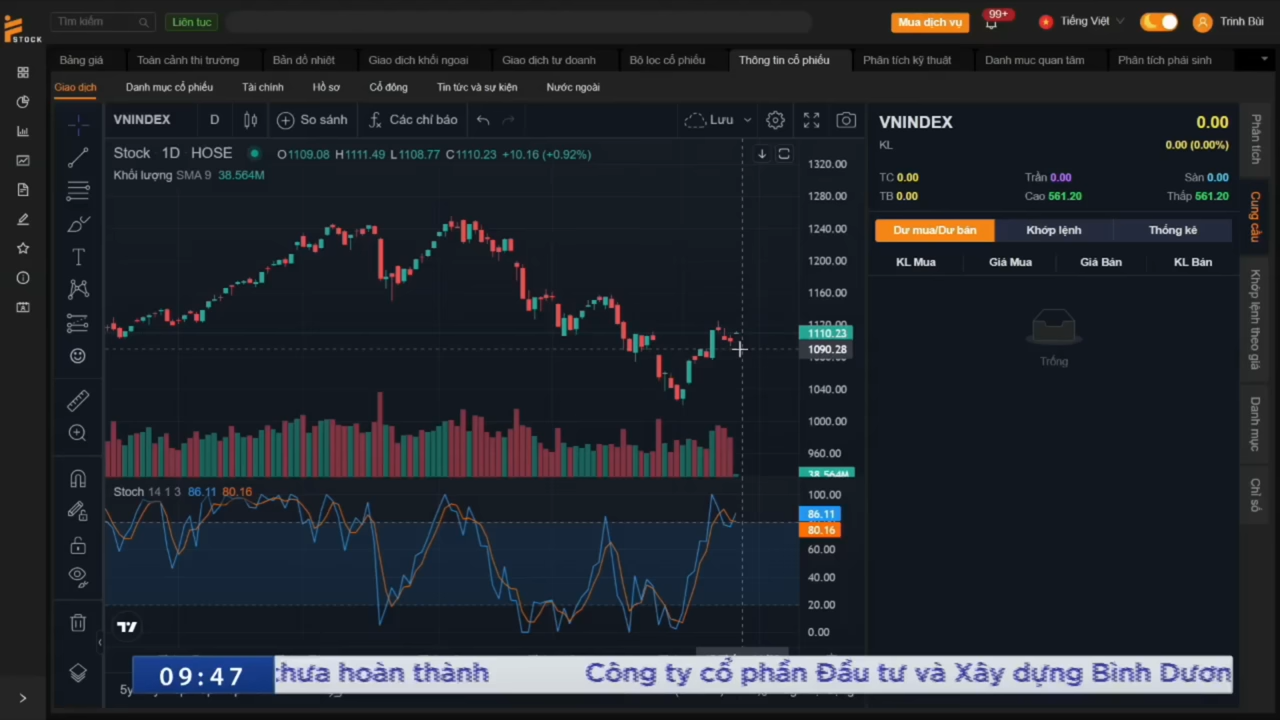 STOCK
Tìm kiếm
Liên tục
Mua dịch vụ
99+
Tiếng Việt
Trinh Bùi
Bảng giá
Toàn cảnh thị trường
Bản đồ nhiệt
Giao dịch khối ngoại
Giao dịch tự doanh
Bộ lọc cổ phiếu
Thông tin cổ phiếu
Phân tích kỹ thuật
Danh mục quan tâm
Phân tích phái sinh
Giao dịch
Danh mục cổ phiếu
Tài chính
Hồ sơ
Cổ đông
Tin tức và sự kiện
Nước ngoài
VNINDEX
D
So sánh
Các chỉ báo
Lưu
Stock 1D HOSE O1109.08 H1111.49 L1108.77 C1110.23 +10.16 (+0.92%)
Khối lượng SMA 9 38.564M
1320.00
1280.00
1240.00
1200.00
1160.00
1120.00
1110.23
1090.28
1040.00
1000.00
960.00
38.564M
Stoch 14 1 3 86.11 80.16
100.00
86.11
80.16
60.00
40.00
20.00
0.00
VNINDEX
0.00
KL
0.00 (0.00%)
TC 0.00
Trần 0.00
Sàn 0.00
TB 0.00
Cao 561.20
Thấp 561.20
Dư mua/Dư bán
Khớp lệnh
Thống kê
KL Mua
Giá Mua
Giá Bán
KL Bán
Trống
Phân tích
Cung cầu
Khớp lệnh theo giá
Danh mục
Chỉ số
5y
09:47
chưa hoàn thành
Công ty cổ phần Đầu tư và Xây dựng Bình Dươn